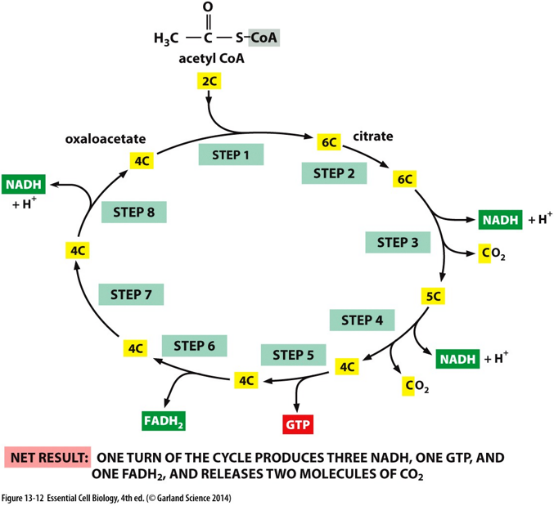 O
H₃C — C — S–CoA
acetyl CoA
2C
oxaloacetate
citrate
4C
STEP 1
6C
STEP 2
6C
NADH
+ H⁺
STEP 8
NADH + H⁺
STEP 3
CO₂
4C
5C
STEP 7
STEP 4
4C
STEP 6
STEP 5
4C
4C
NADH + H⁺
CO₂
FADH₂
GTP
NET RESULT: ONE TURN OF THE CYCLE PRODUCES THREE NADH, ONE GTP, AND
ONE FADH₂, AND RELEASES TWO MOLECULES OF CO₂
Figure 13-12 Essential Cell Biology, 4th ed. (© Garland Science 2014)